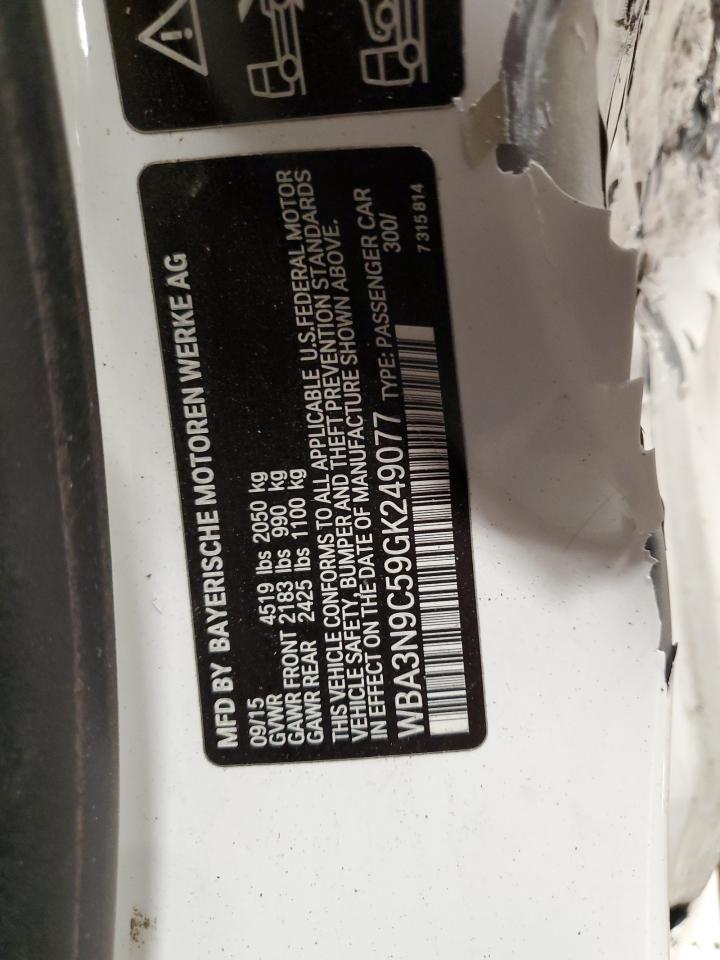 MFD BY BAYERISCHE MOTOREN WERKE AG
09/15
GVWR 4519 lbs 2050 kg
GAWR FRONT 2183 lbs 990 kg
GAWR REAR 2425 lbs 1100 kg
THIS VEHICLE CONFORMS TO ALL APPLICABLE U.S.FEDERAL MOTOR
VEHICLE SAFETY, BUMPER AND THEFT PREVENTION STANDARDS
IN EFFECT ON THE DATE OF MANUFACTURE SHOWN ABOVE.
WBA3N9C59GK249077 TYPE: PASSENGER CAR
300/
7 315 814